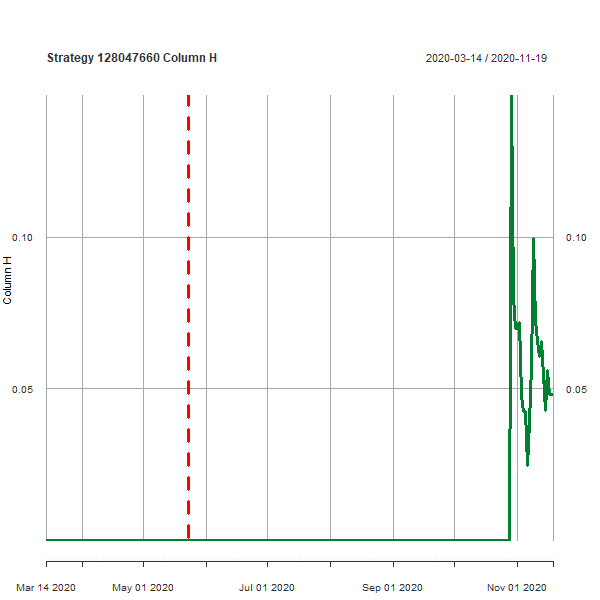 Strategy 128047660 Column H
2020-03-14 / 2020-11-19
Column H
0.10
0.10
0.05
0.05
Mar 14 2020
May 01 2020
Jul 01 2020
Sep 01 2020
Nov 01 2020